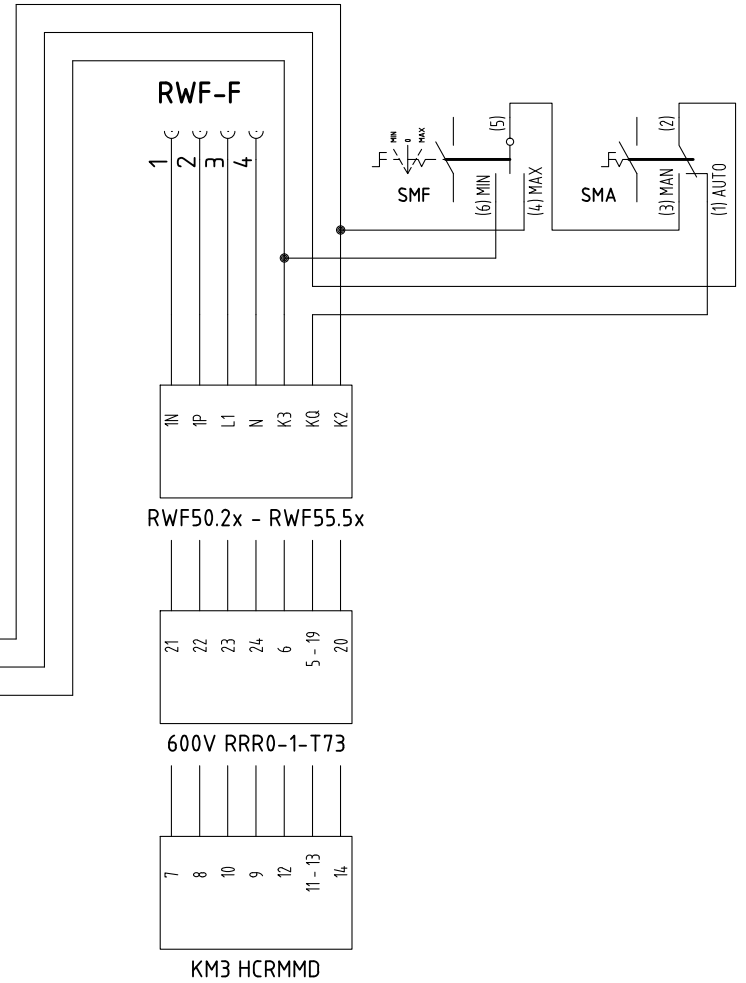 RWF-F
1 2 3 4
MIN 0 MAX
(5)
(2)
SMF
(6) MIN
(4) MAX
SMA
(3) MAN
(1) AUTO
1N 1P L1 N K3 KQ K2
RWF50.2x - RWF55.5x
21 22 23 24 6 5 - 19 20
600V RRR0-1-T73
7 8 10 9 12 11 - 13 14
KM3 HCRMMD